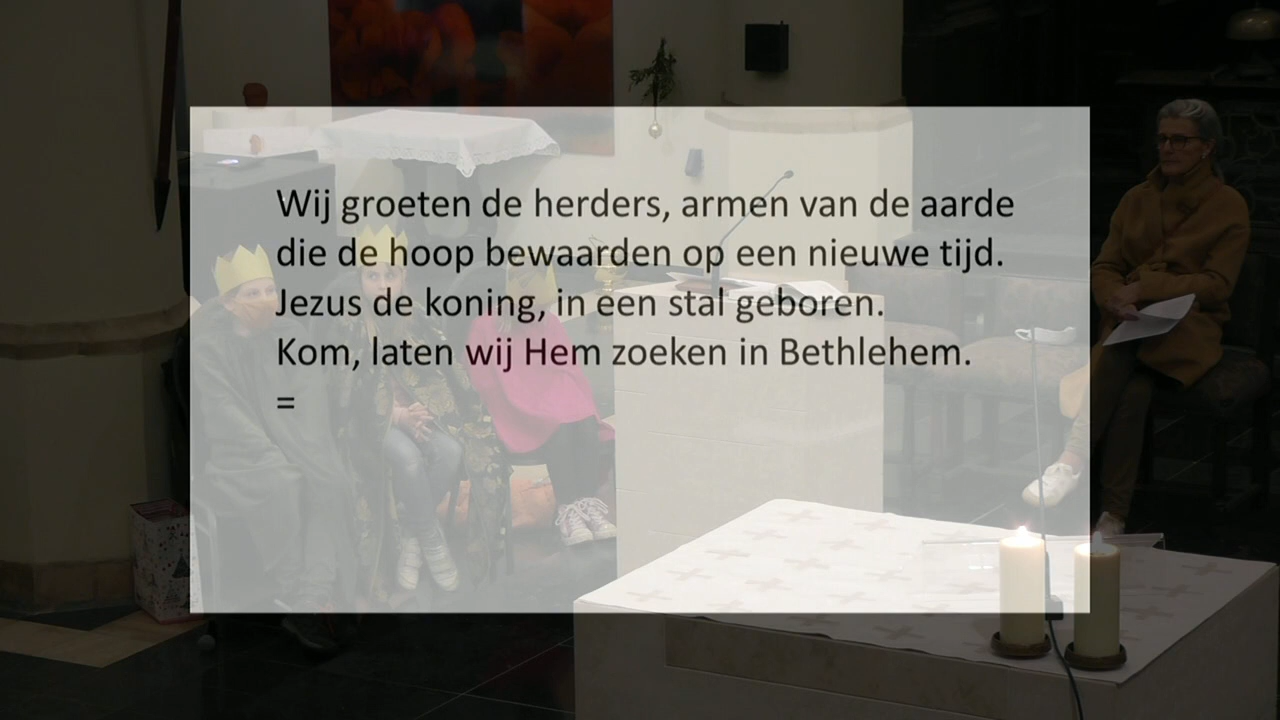 Wij groeten de herders, armen van de aarde
die de hoop bewaarden op een nieuwe tijd.
Jezus de koning, in een stal geboren.
Kom, laten wij Hem zoeken in Bethlehem.
=